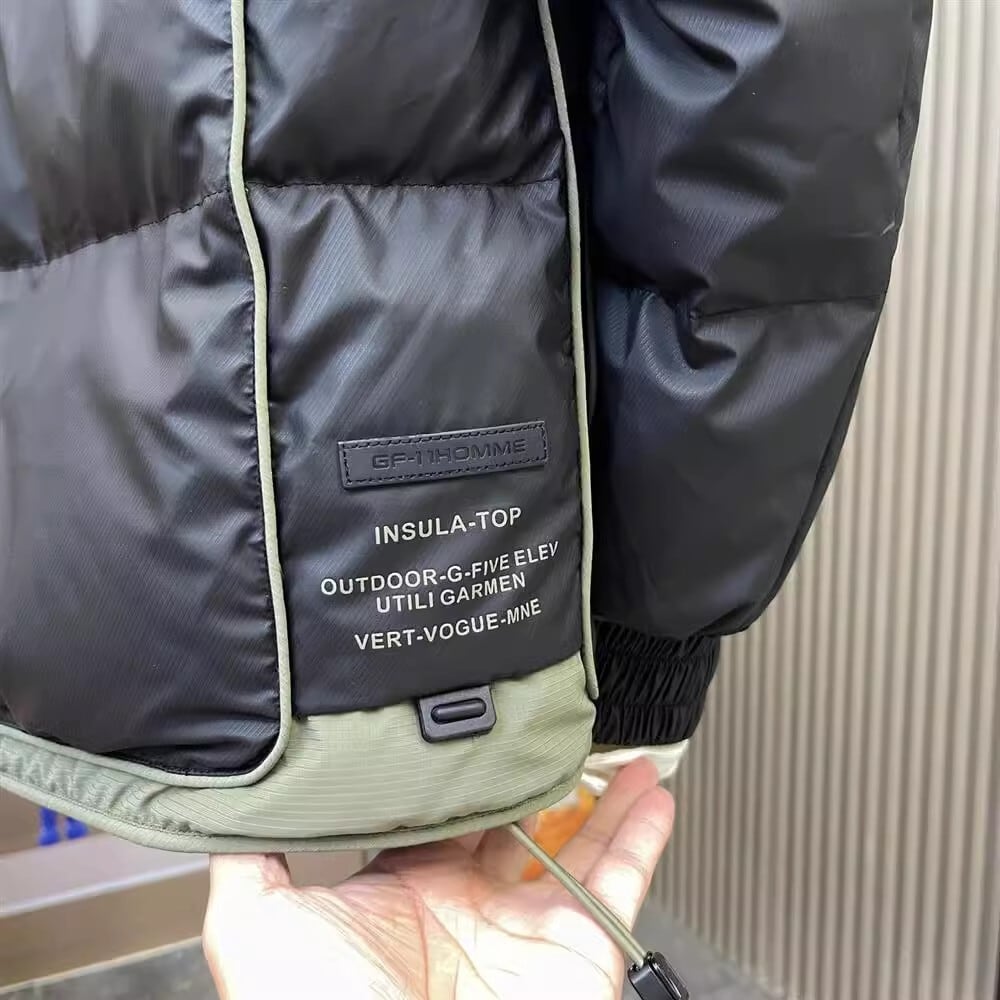 GF-11HOMME
INSULA-TOP
OUTDOOR-G-FIVE ELEV
UTILI GARMEN
VERT-VOGUE-MNE